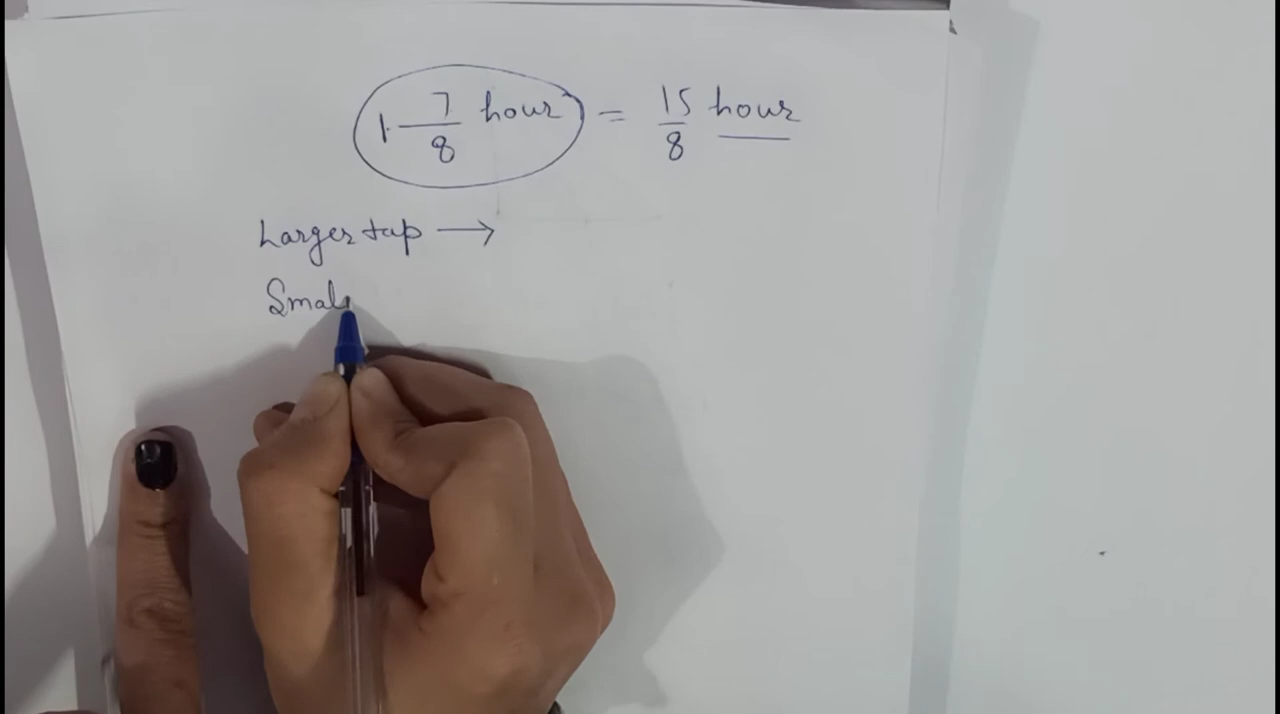 1 7/8 hour = 15/8 hour
Larger tap →
Smal